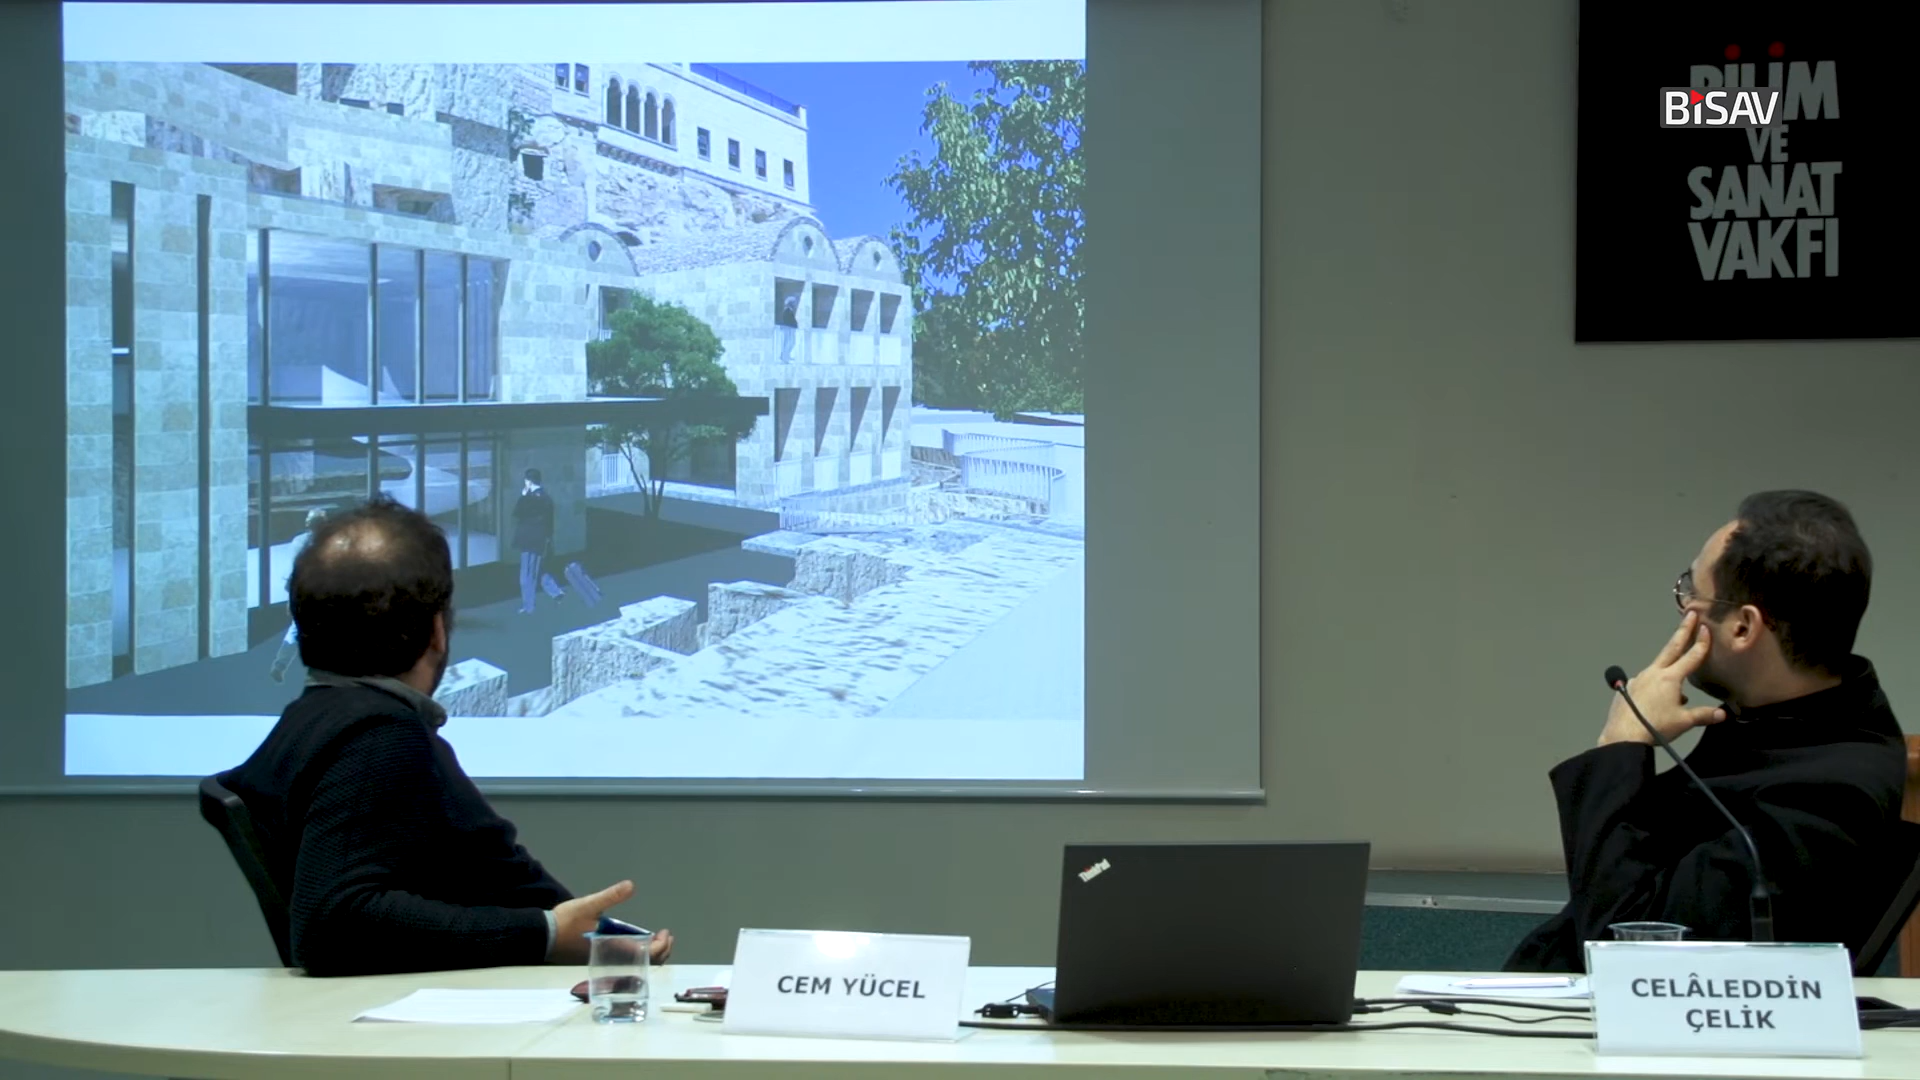 BİLİM
BİSAV
VE
SANAT
VAKFI
ThinkPad
CEM YÜCEL
CELÂLEDDİN
ÇELİK